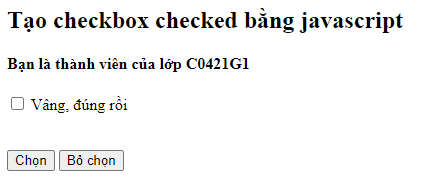 Tạo checkbox checked bằng javascript
Bạn là thành viên của lớp C0421G1
Vâng, đúng rồi
Chọn Bỏ chọn